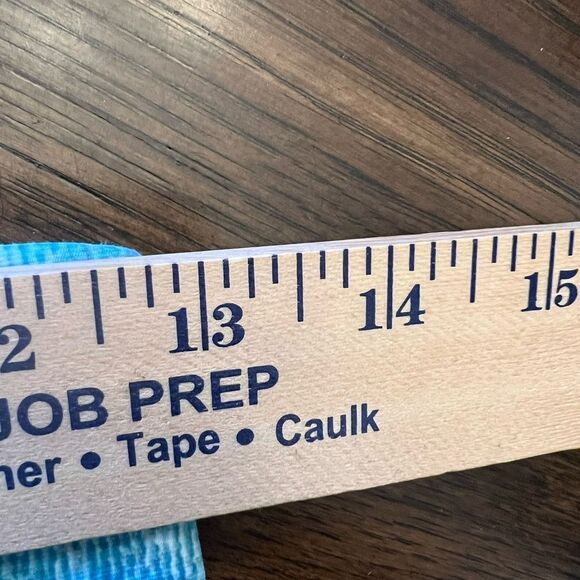 2 13 14 15
JOB PREP
ner • Tape • Caulk